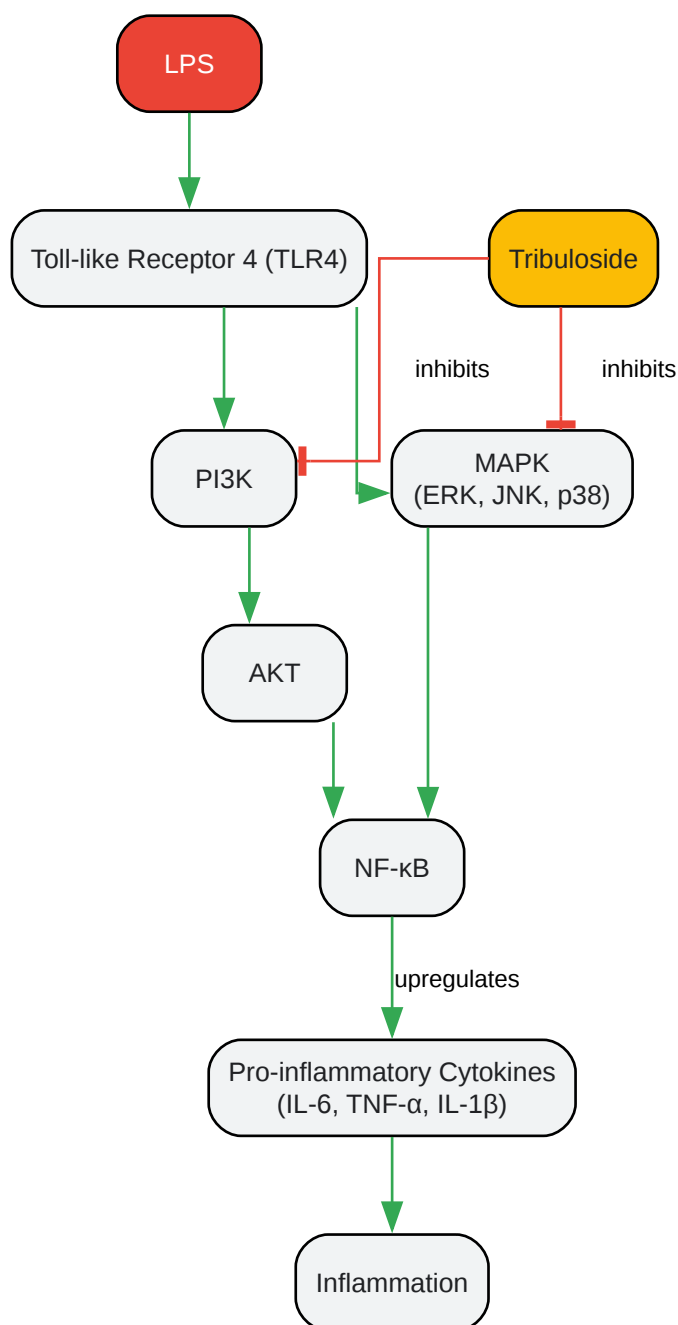 LPS
Toll-like Receptor 4 (TLR4)
Tribuloside
inhibits
inhibits
PI3K
MAPK
(ERK, JNK, p38)
AKT
NF-κB
upregulates
Pro-inflammatory Cytokines
(IL-6, TNF-α, IL-1β)
Inflammation